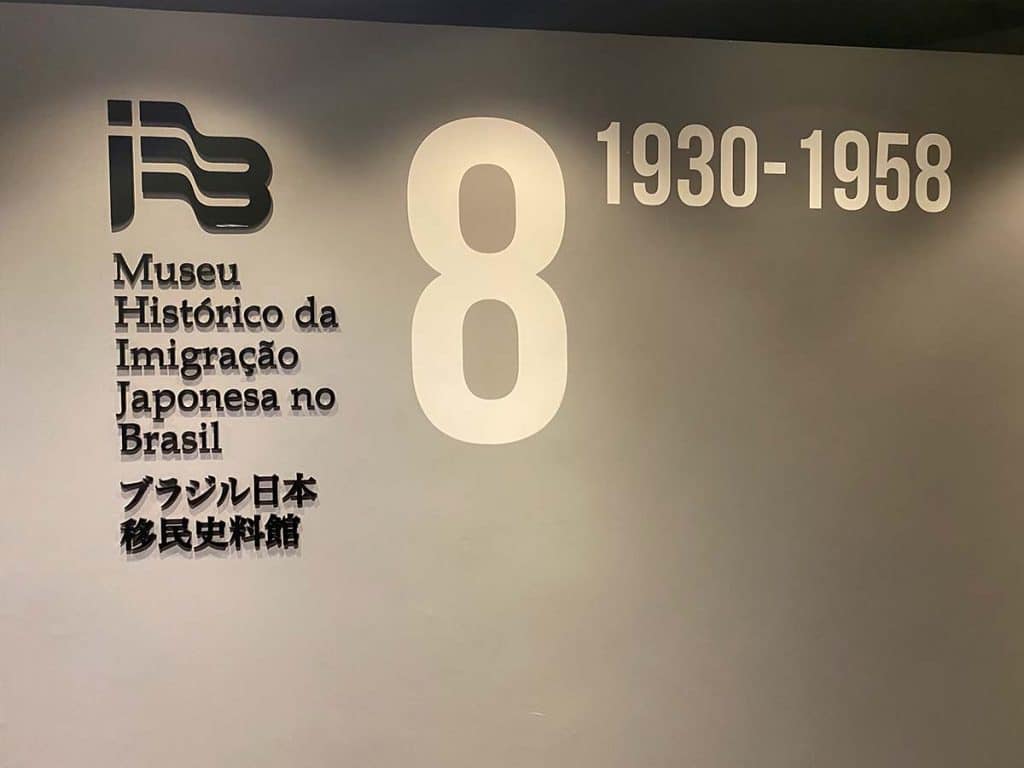 Museu
Histórico da
Imigração
Japonesa no
Brasil
ブラジル日本
移民史料館
8
1930-1958